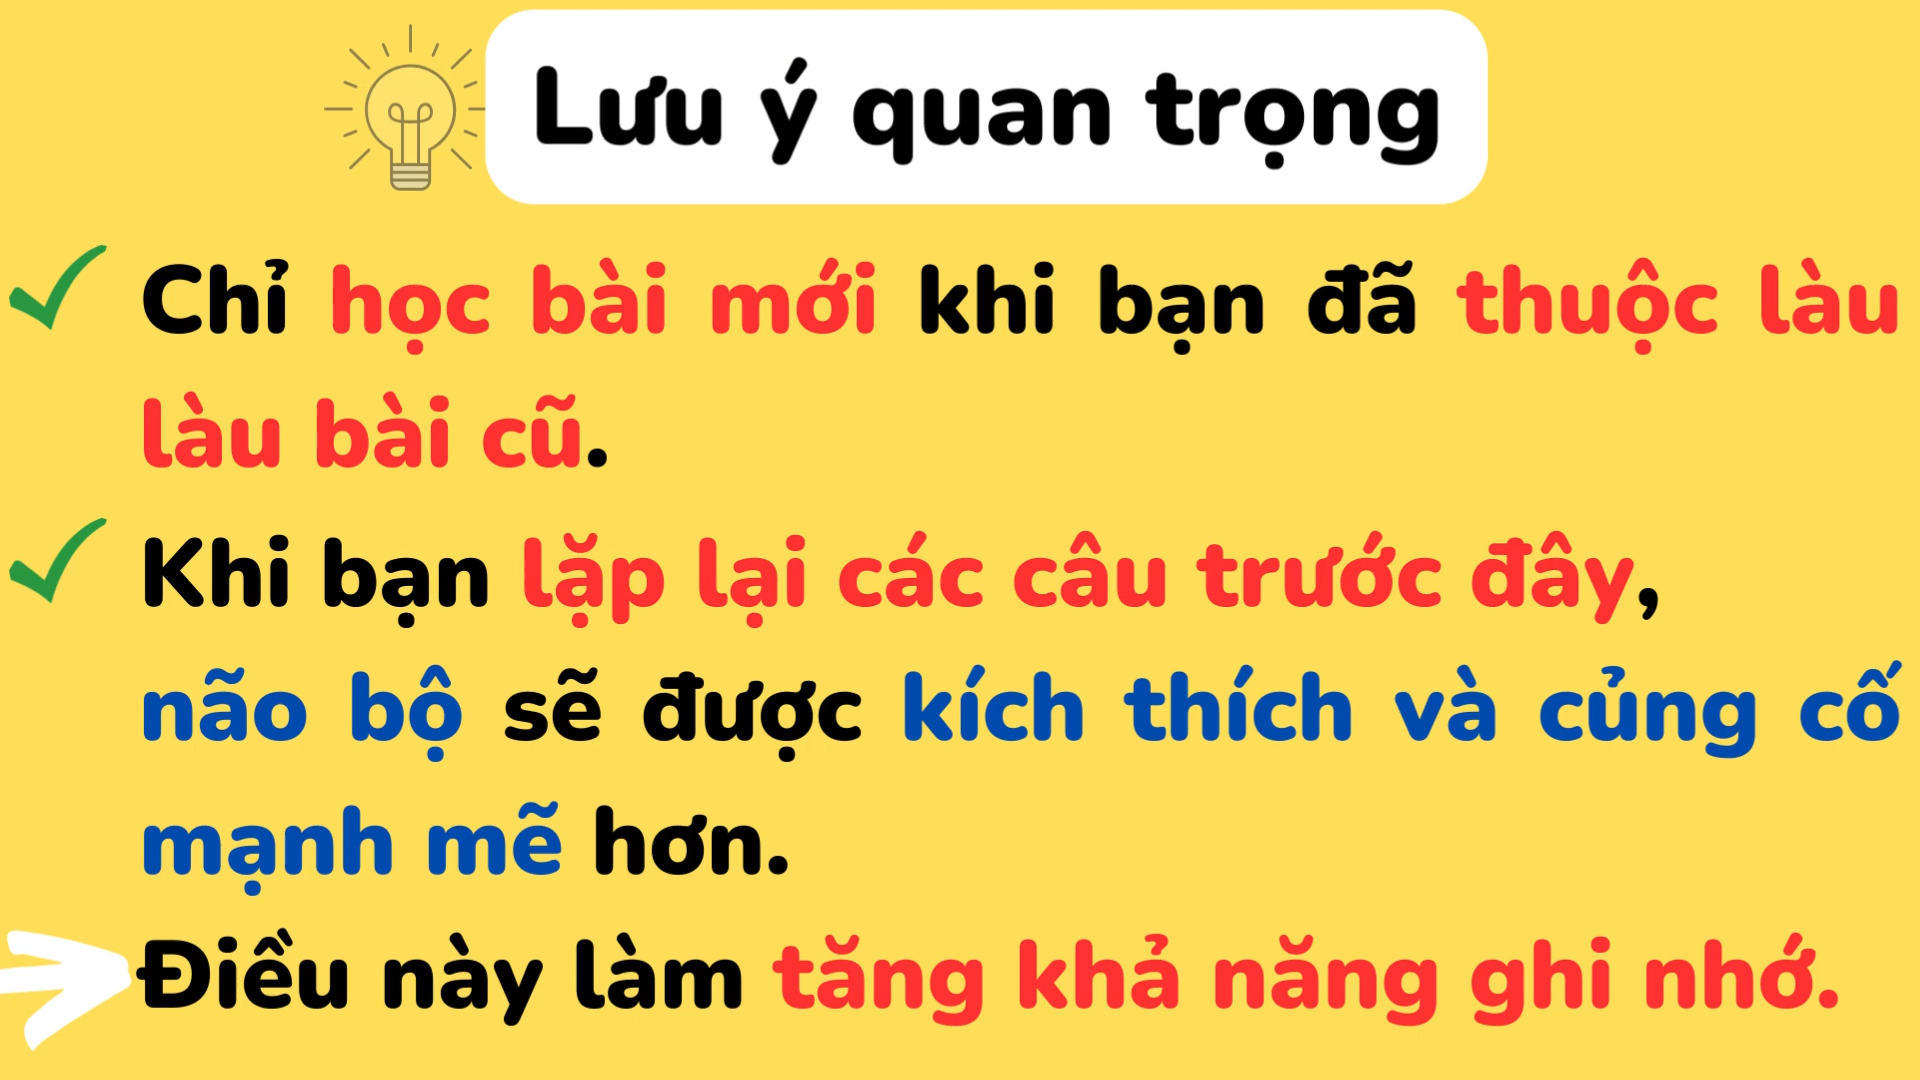 Lưu ý quan trọng
Chỉ học bài mới khi bạn đã thuộc làu
làu bài cũ.
Khi bạn lặp lại các câu trước đây,
não bộ sẽ được kích thích và củng cố
mạnh mẽ hơn.
Điều này làm tăng khả năng ghi nhớ.